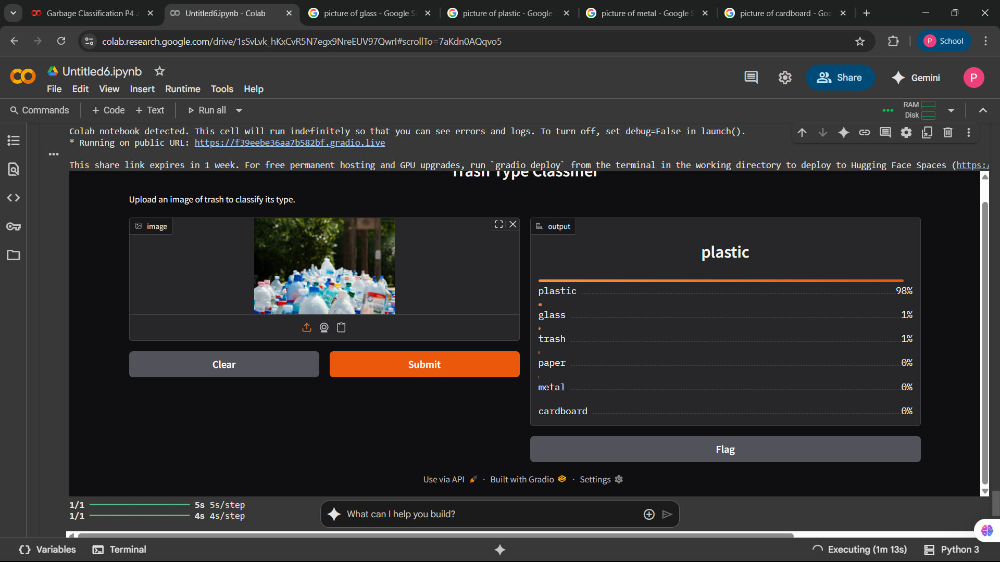 Garbage Classification P4 .i
Untitled6.ipynb - Colab
picture of glass - Google S
picture of plastic - Google
picture of metal - Google S
picture of cardboard - Goo
colab.research.google.com/drive/1sSvLvk_hKxCvR5N7egx9NreEUV97QwrI#scrollTo=7aKdn0AQqvo5
P School
Untitled6.ipynb
File Edit View Insert Runtime Tools Help
Share
Gemini
P
Commands + Code + Text Run all
RAM
Disk
Colab notebook detected. This cell will run indefinitely so that you can see errors and logs. To turn off, set debug=False in launch().
* Running on public URL: https://f39eebe36aa7b582bf.gradio.live
This share link expires in 1 week. For free permanent hosting and GPU upgrades, run `gradio deploy` from the terminal in the working directory to deploy to Hugging Face Spaces (https:/
Trash Type Classifier
Upload an image of trash to classify its type.
image
output
plastic
plastic 98%
glass 1%
trash 1%
paper 0%
metal 0%
cardboard 0%
Clear
Submit
Flag
Use via API · Built with Gradio · Settings
1/1 5s 5s/step
1/1 4s 4s/step
What can I help you build?
Variables
Terminal
Executing (1m 13s)
Python 3